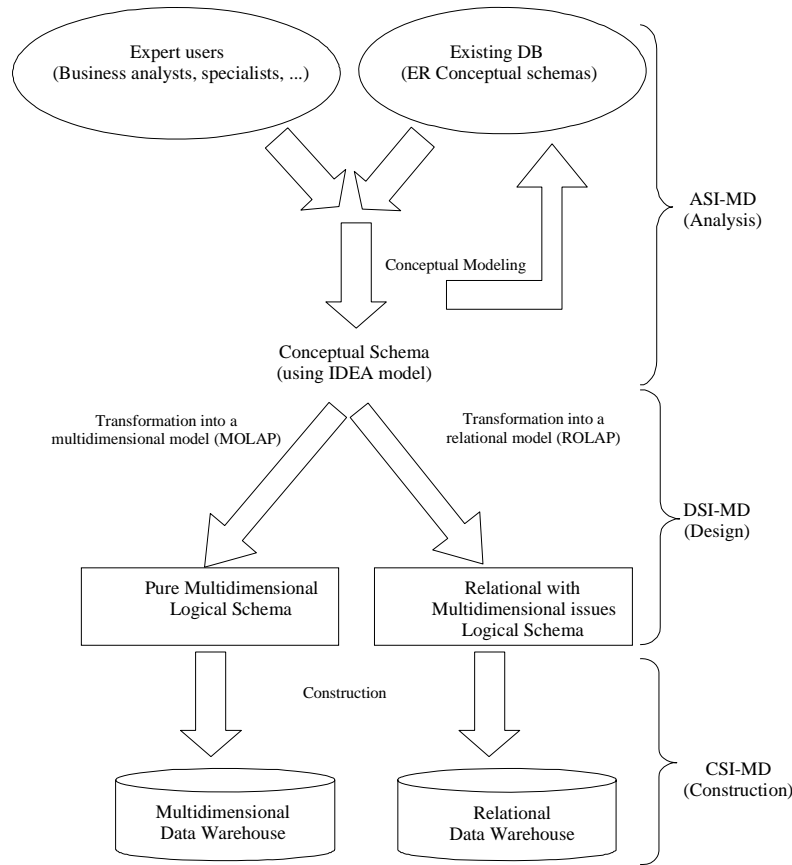 Expert users
(Business analysts, specialists, ...)
Existing DB
(ER Conceptual schemas)
ASI-MD
(Analysis)
Conceptual Modeling
Conceptual Schema
(using IDEA model)
Transformation into a
multidimensional model (MOLAP)
Transformation into a
relational model (ROLAP)
DSI-MD
(Design)
Pure Multidimensional
Logical Schema
Relational with
Multidimensional issues
Logical Schema
Construction
CSI-MD
(Construction)
Multidimensional
Data Warehouse
Relational
Data Warehouse